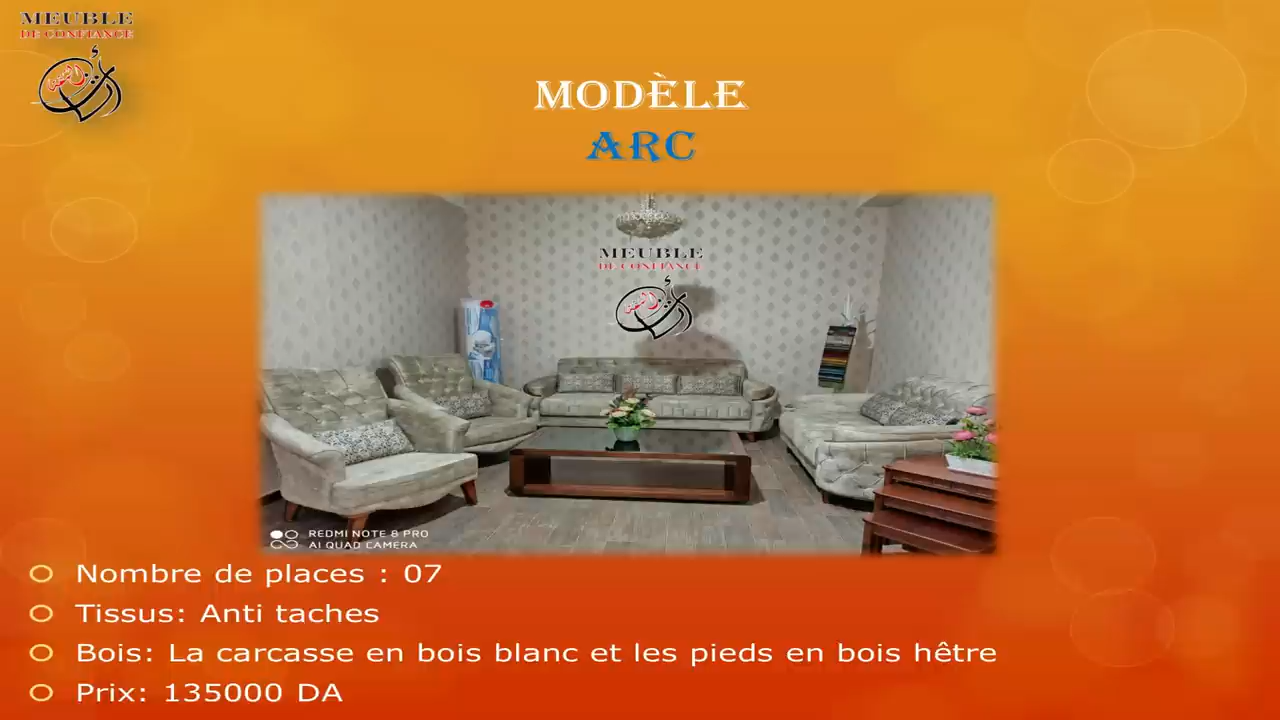 MEUBLE
DE CONFIANCE
MODÈLE
ARC
MEUBLE
DE CONFIANCE
REDMI NOTE 8 PRO
AI QUAD CAMERA
Nombre de places : 07
Tissus: Anti taches
Bois: La carcasse en bois blanc et les pieds en bois hêtre
Prix: 135000 DA